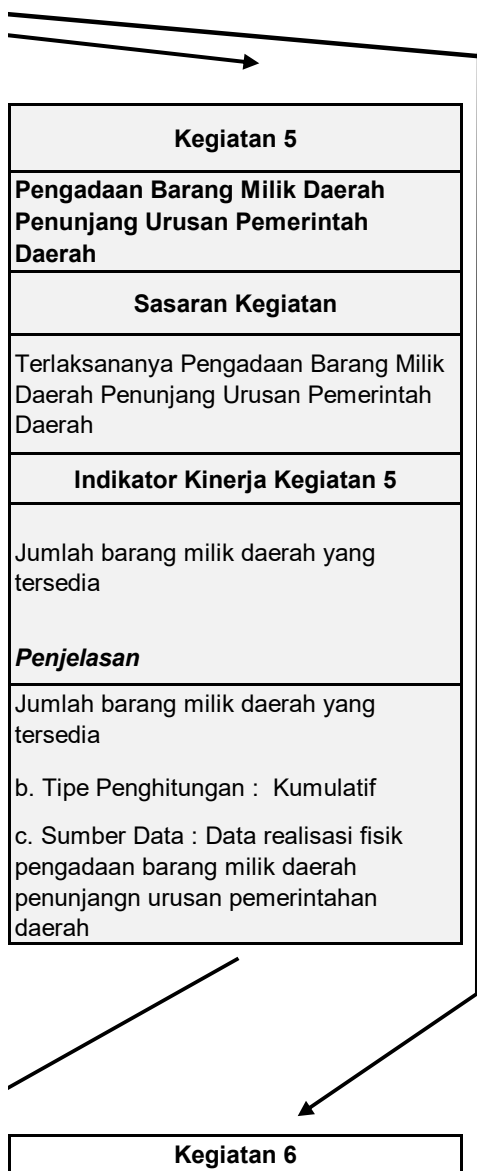 Kegiatan 5
Pengadaan Barang Milik Daerah
Penunjang Urusan Pemerintah
Daerah
Sasaran Kegiatan
Terlaksananya Pengadaan Barang Milik
Daerah Penunjang Urusan Pemerintah
Daerah
Indikator Kinerja Kegiatan 5
Jumlah barang milik daerah yang
tersedia
Penjelasan
Jumlah barang milik daerah yang
tersedia
b. Tipe Penghitungan :  Kumulatif
c. Sumber Data : Data realisasi fisik
pengadaan barang milik daerah
penunjangn urusan pemerintahan
daerah
Kegiatan 6